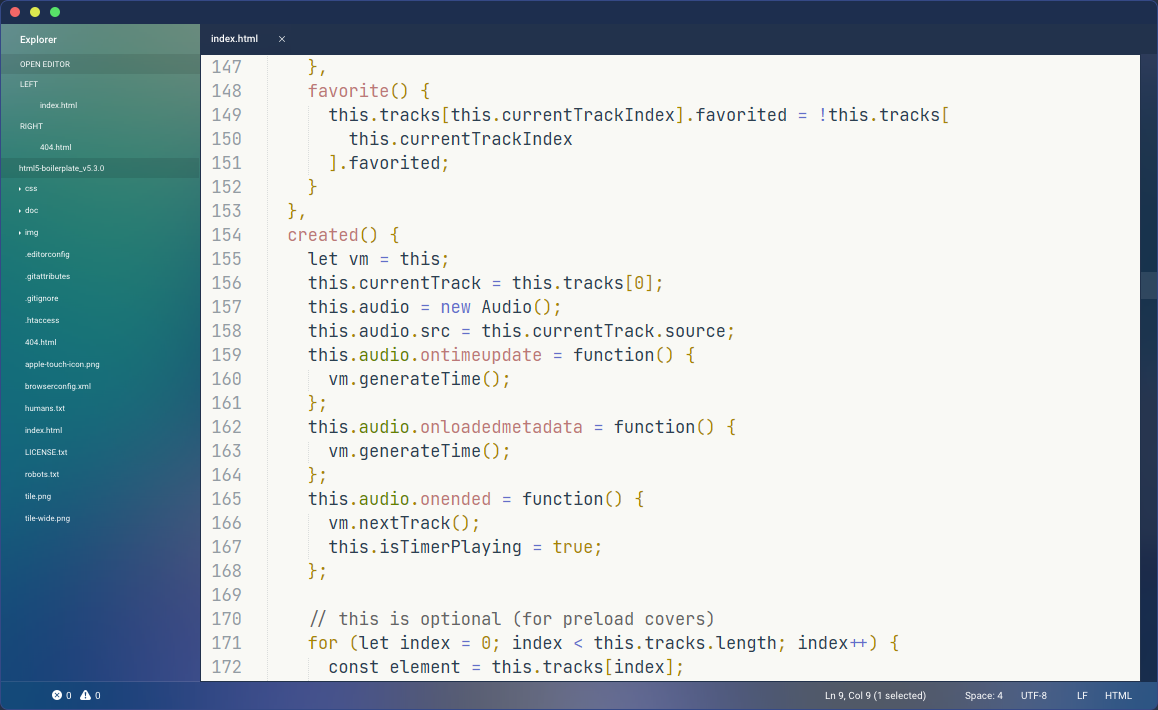 Explorer
OPEN EDITOR
LEFT
index.html
RIGHT
404.html
html5-boilerplate_v5.3.0
css
doc
img
.editorconfig
.gitattributes
.gitignore
.htaccess
404.html
apple-touch-icon.png
browserconfig.xml
humans.txt
index.html
LICENSE.txt
robots.txt
tile.png
tile-wide.png
index.html ×
147     },
148     favorite() {
149       this.tracks[this.currentTrackIndex].favorited = !this.tracks[
150         this.currentTrackIndex
151       ].favorited;
152     }
153   },
154   created() {
155     let vm = this;
156     this.currentTrack = this.tracks[0];
157     this.audio = new Audio();
158     this.audio.src = this.currentTrack.source;
159     this.audio.ontimeupdate = function() {
160       vm.generateTime();
161     };
162     this.audio.onloadedmetadata = function() {
163       vm.generateTime();
164     };
165     this.audio.onended = function() {
166       vm.nextTrack();
167       this.isTimerPlaying = true;
168     };
169
170     // this is optional (for preload covers)
171     for (let index = 0; index < this.tracks.length; index++) {
172       const element = this.tracks[index];
0 0 Ln 9, Col 9 (1 selected) Space: 4 UTF-8 LF HTML